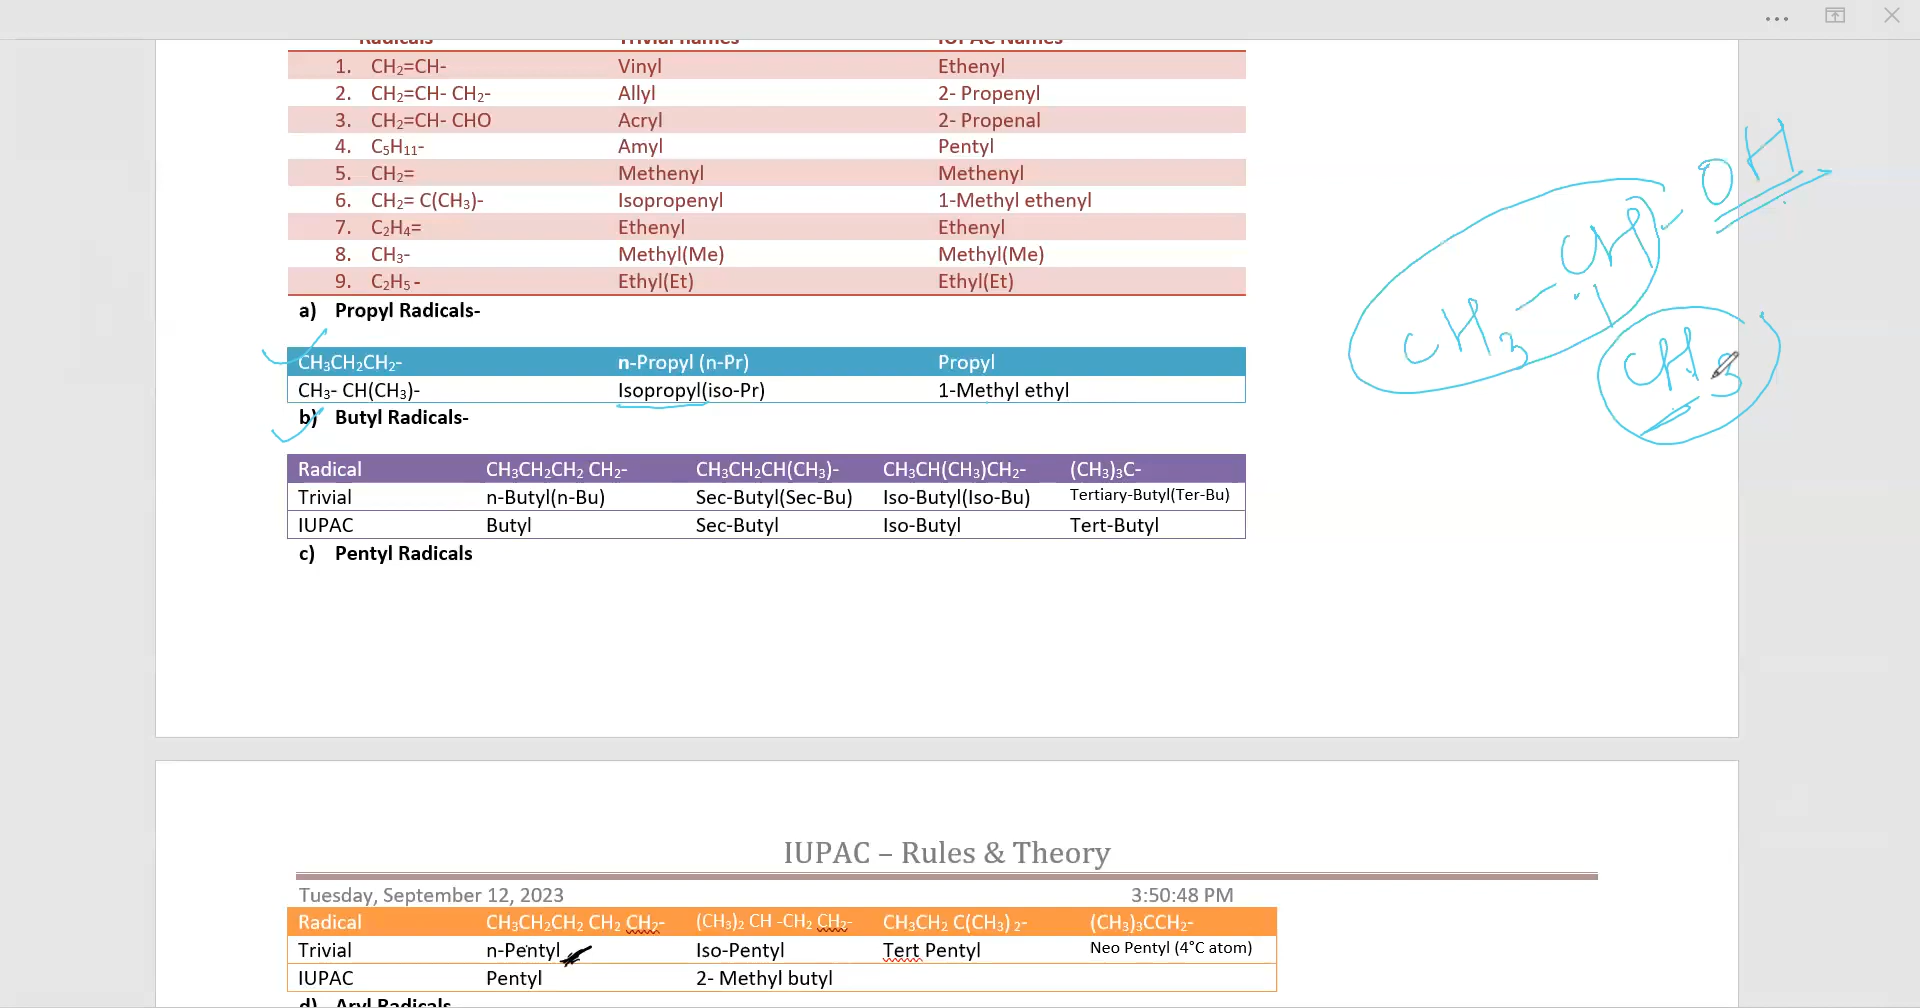 Radicals Trivial names IUPAC Names
1. CH₂=CH- Vinyl Ethenyl
2. CH₂=CH- CH₂- Allyl 2- Propenyl
3. CH₂=CH- CHO Acryl 2- Propenal
4. C₅H₁₁- Amyl Pentyl
5. CH₂= Methenyl Methenyl
6. CH₂= C(CH₃)- Isopropenyl 1-Methyl ethenyl
7. C₂H₄= Ethenyl Ethenyl
8. CH₃- Methyl(Me) Methyl(Me)
9. C₂H₅ - Ethyl(Et) Ethyl(Et)
a) Propyl Radicals-
CH₃CH₂CH₂- n-Propyl (n-Pr) Propyl
CH₃- CH(CH₃)- Isopropyl(iso-Pr) 1-Methyl ethyl
b) Butyl Radicals-
Radical CH₃CH₂CH₂ CH₂- CH₃CH₂CH(CH₃)- CH₃CH(CH₃)CH₂- (CH₃)₃C-
Trivial n-Butyl(n-Bu) Sec-Butyl(Sec-Bu) Iso-Butyl(Iso-Bu) Tertiary-Butyl(Ter-Bu)
IUPAC Butyl Sec-Butyl Iso-Butyl Tert-Butyl
c) Pentyl Radicals
CH₃-CH-OH
CH₃
IUPAC – Rules & Theory
Tuesday, September 12, 2023 3:50:48 PM
Radical CH₃CH₂CH₂ CH₂ CH₂- (CH₃)₂ CH -CH₂ CH₂- CH₃CH₂ C(CH₃) ₂- (CH₃)₃CCH₂-
Trivial n-Pentyl Iso-Pentyl Tert Pentyl Neo Pentyl (4°C atom)
IUPAC Pentyl 2- Methyl butyl
d) Aryl Radicals